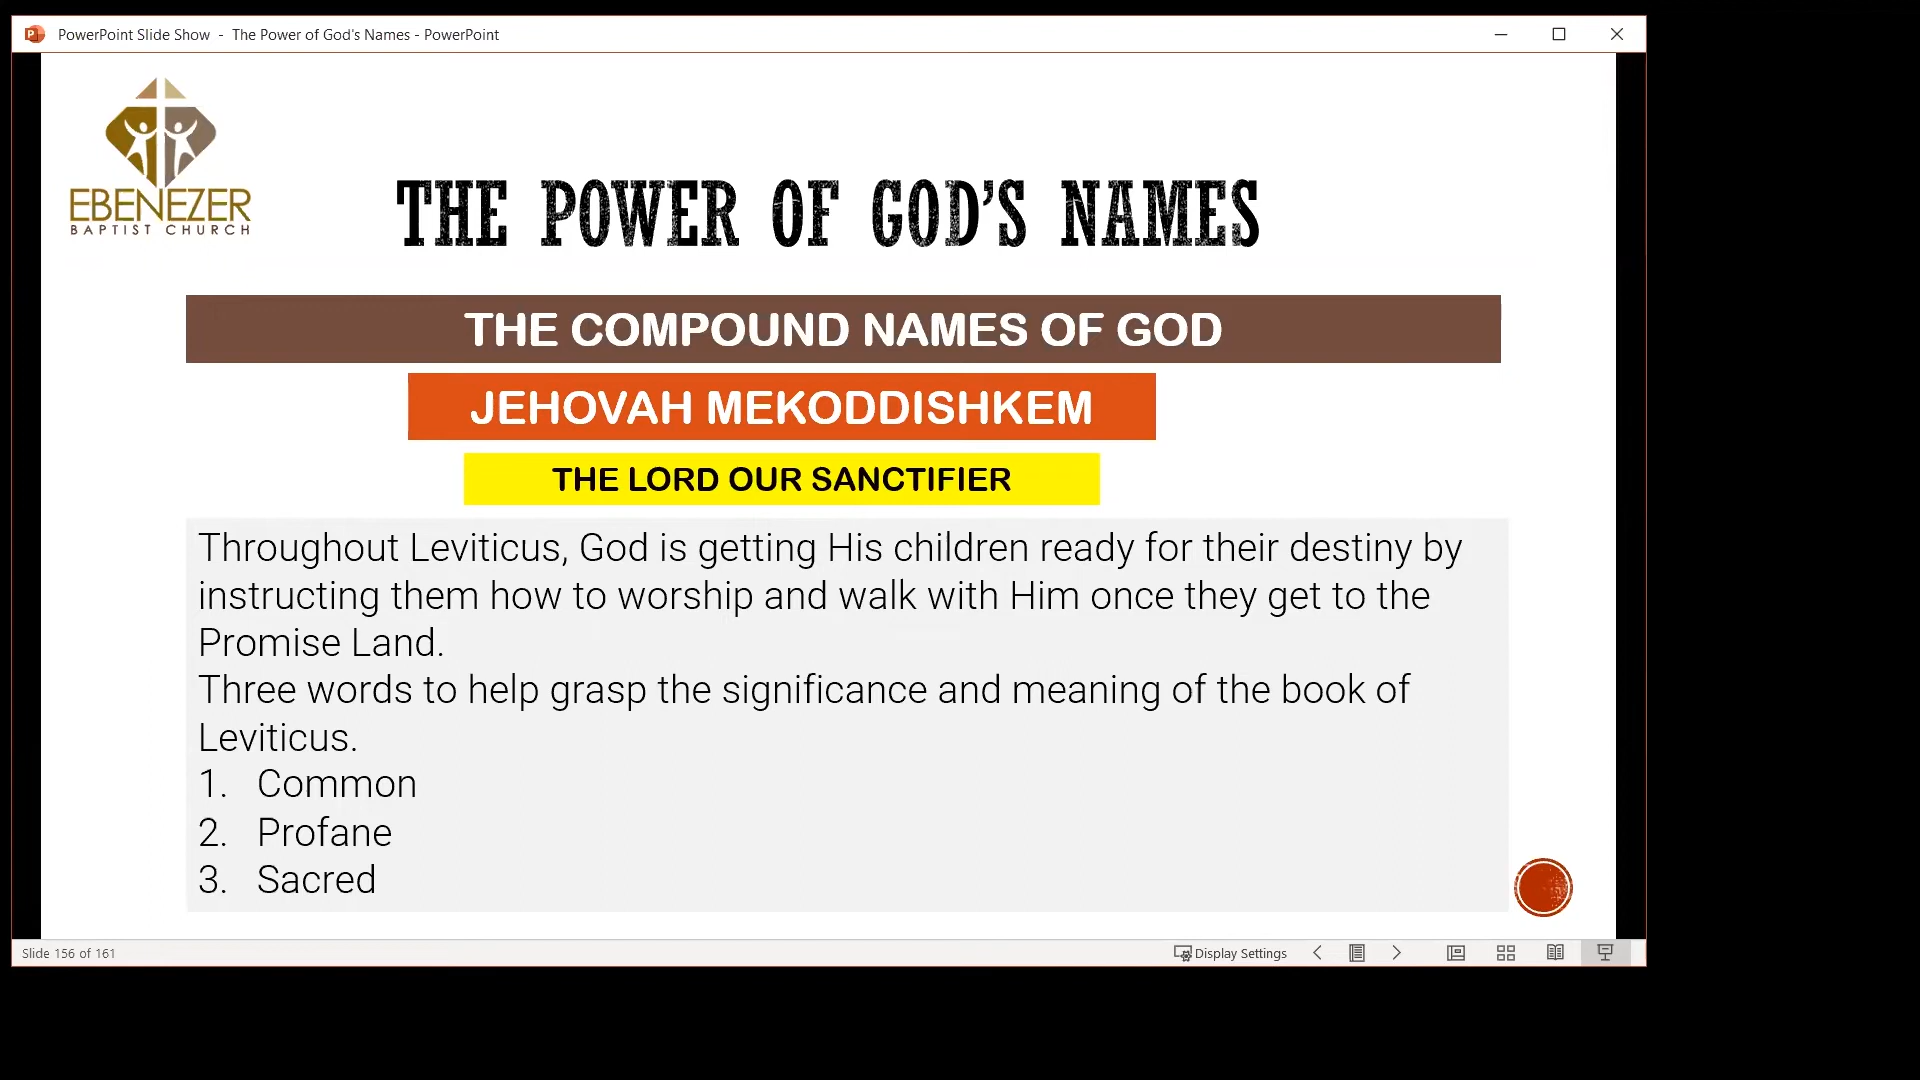 PowerPoint Slide Show - The Power of God's Names - PowerPoint
EBENEZER
BAPTIST CHURCH
THE POWER OF GOD'S NAMES
THE COMPOUND NAMES OF GOD
JEHOVAH MEKODDISHKEM
THE LORD OUR SANCTIFIER
Throughout Leviticus, God is getting His children ready for their destiny by
instructing them how to worship and walk with Him once they get to the
Promise Land.
Three words to help grasp the significance and meaning of the book of
Leviticus.
1. Common
2. Profane
3. Sacred
Slide 156 of 161
Display Settings